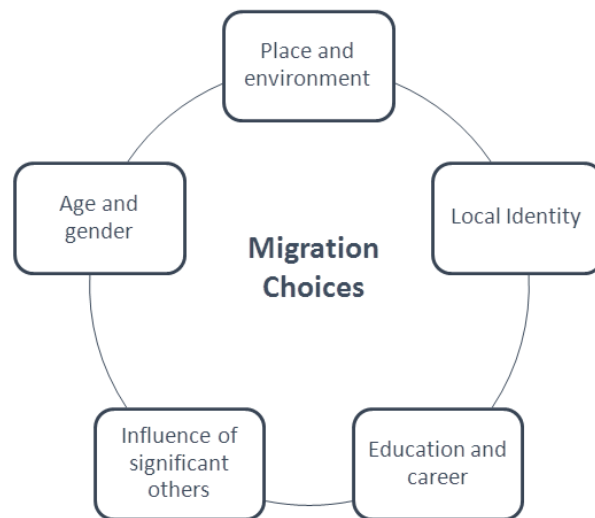 Place and
environment
Age and
gender
Local Identity
Migration
Choices
Influence of
significant
others
Education and
career